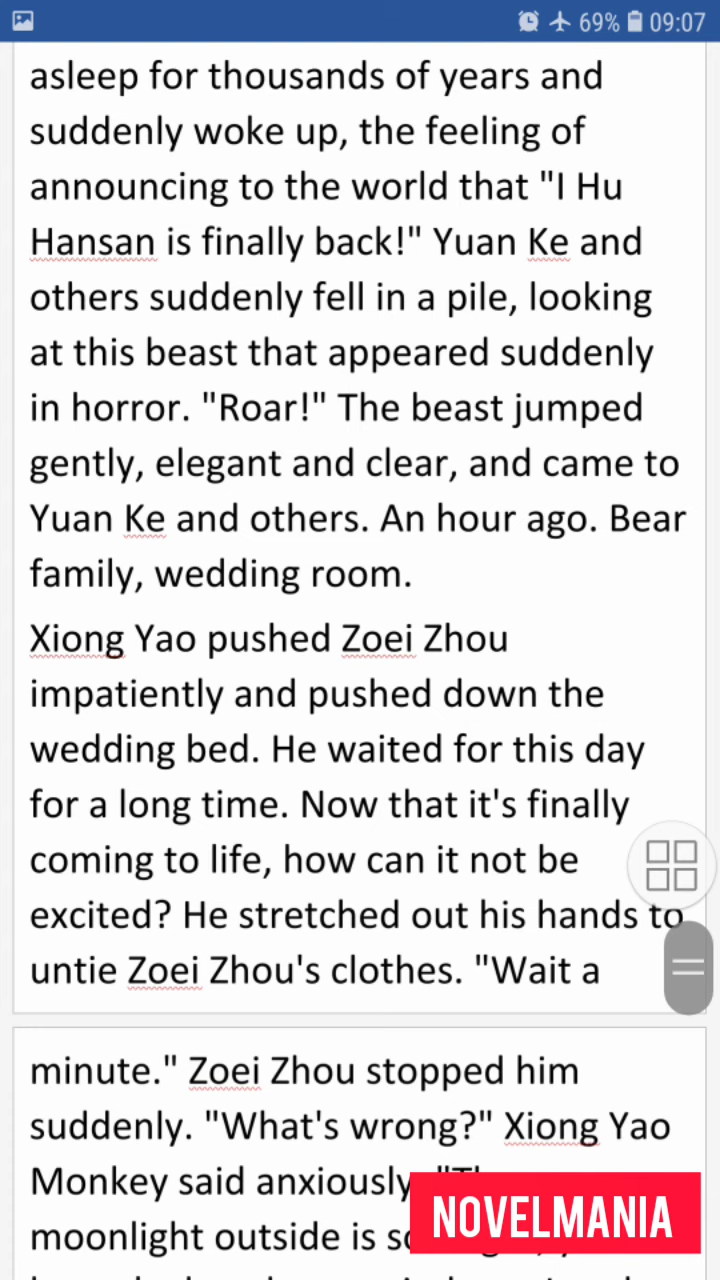 69% 09:07
asleep for thousands of years and
suddenly woke up, the feeling of
announcing to the world that "I Hu
Hansan is finally back!" Yuan Ke and
others suddenly fell in a pile, looking
at this beast that appeared suddenly
in horror. "Roar!" The beast jumped
gently, elegant and clear, and came to
Yuan Ke and others. An hour ago. Bear
family, wedding room.
Xiong Yao pushed Zoei Zhou
impatiently and pushed down the
wedding bed. He waited for this day
for a long time. Now that it's finally
coming to life, how can it not be
excited? He stretched out his hands to
untie Zoei Zhou's clothes. "Wait a
minute." Zoei Zhou stopped him
suddenly. "What's wrong?" Xiong Yao
Monkey said anxiously.
moonlight outside is
NOVELMANIA